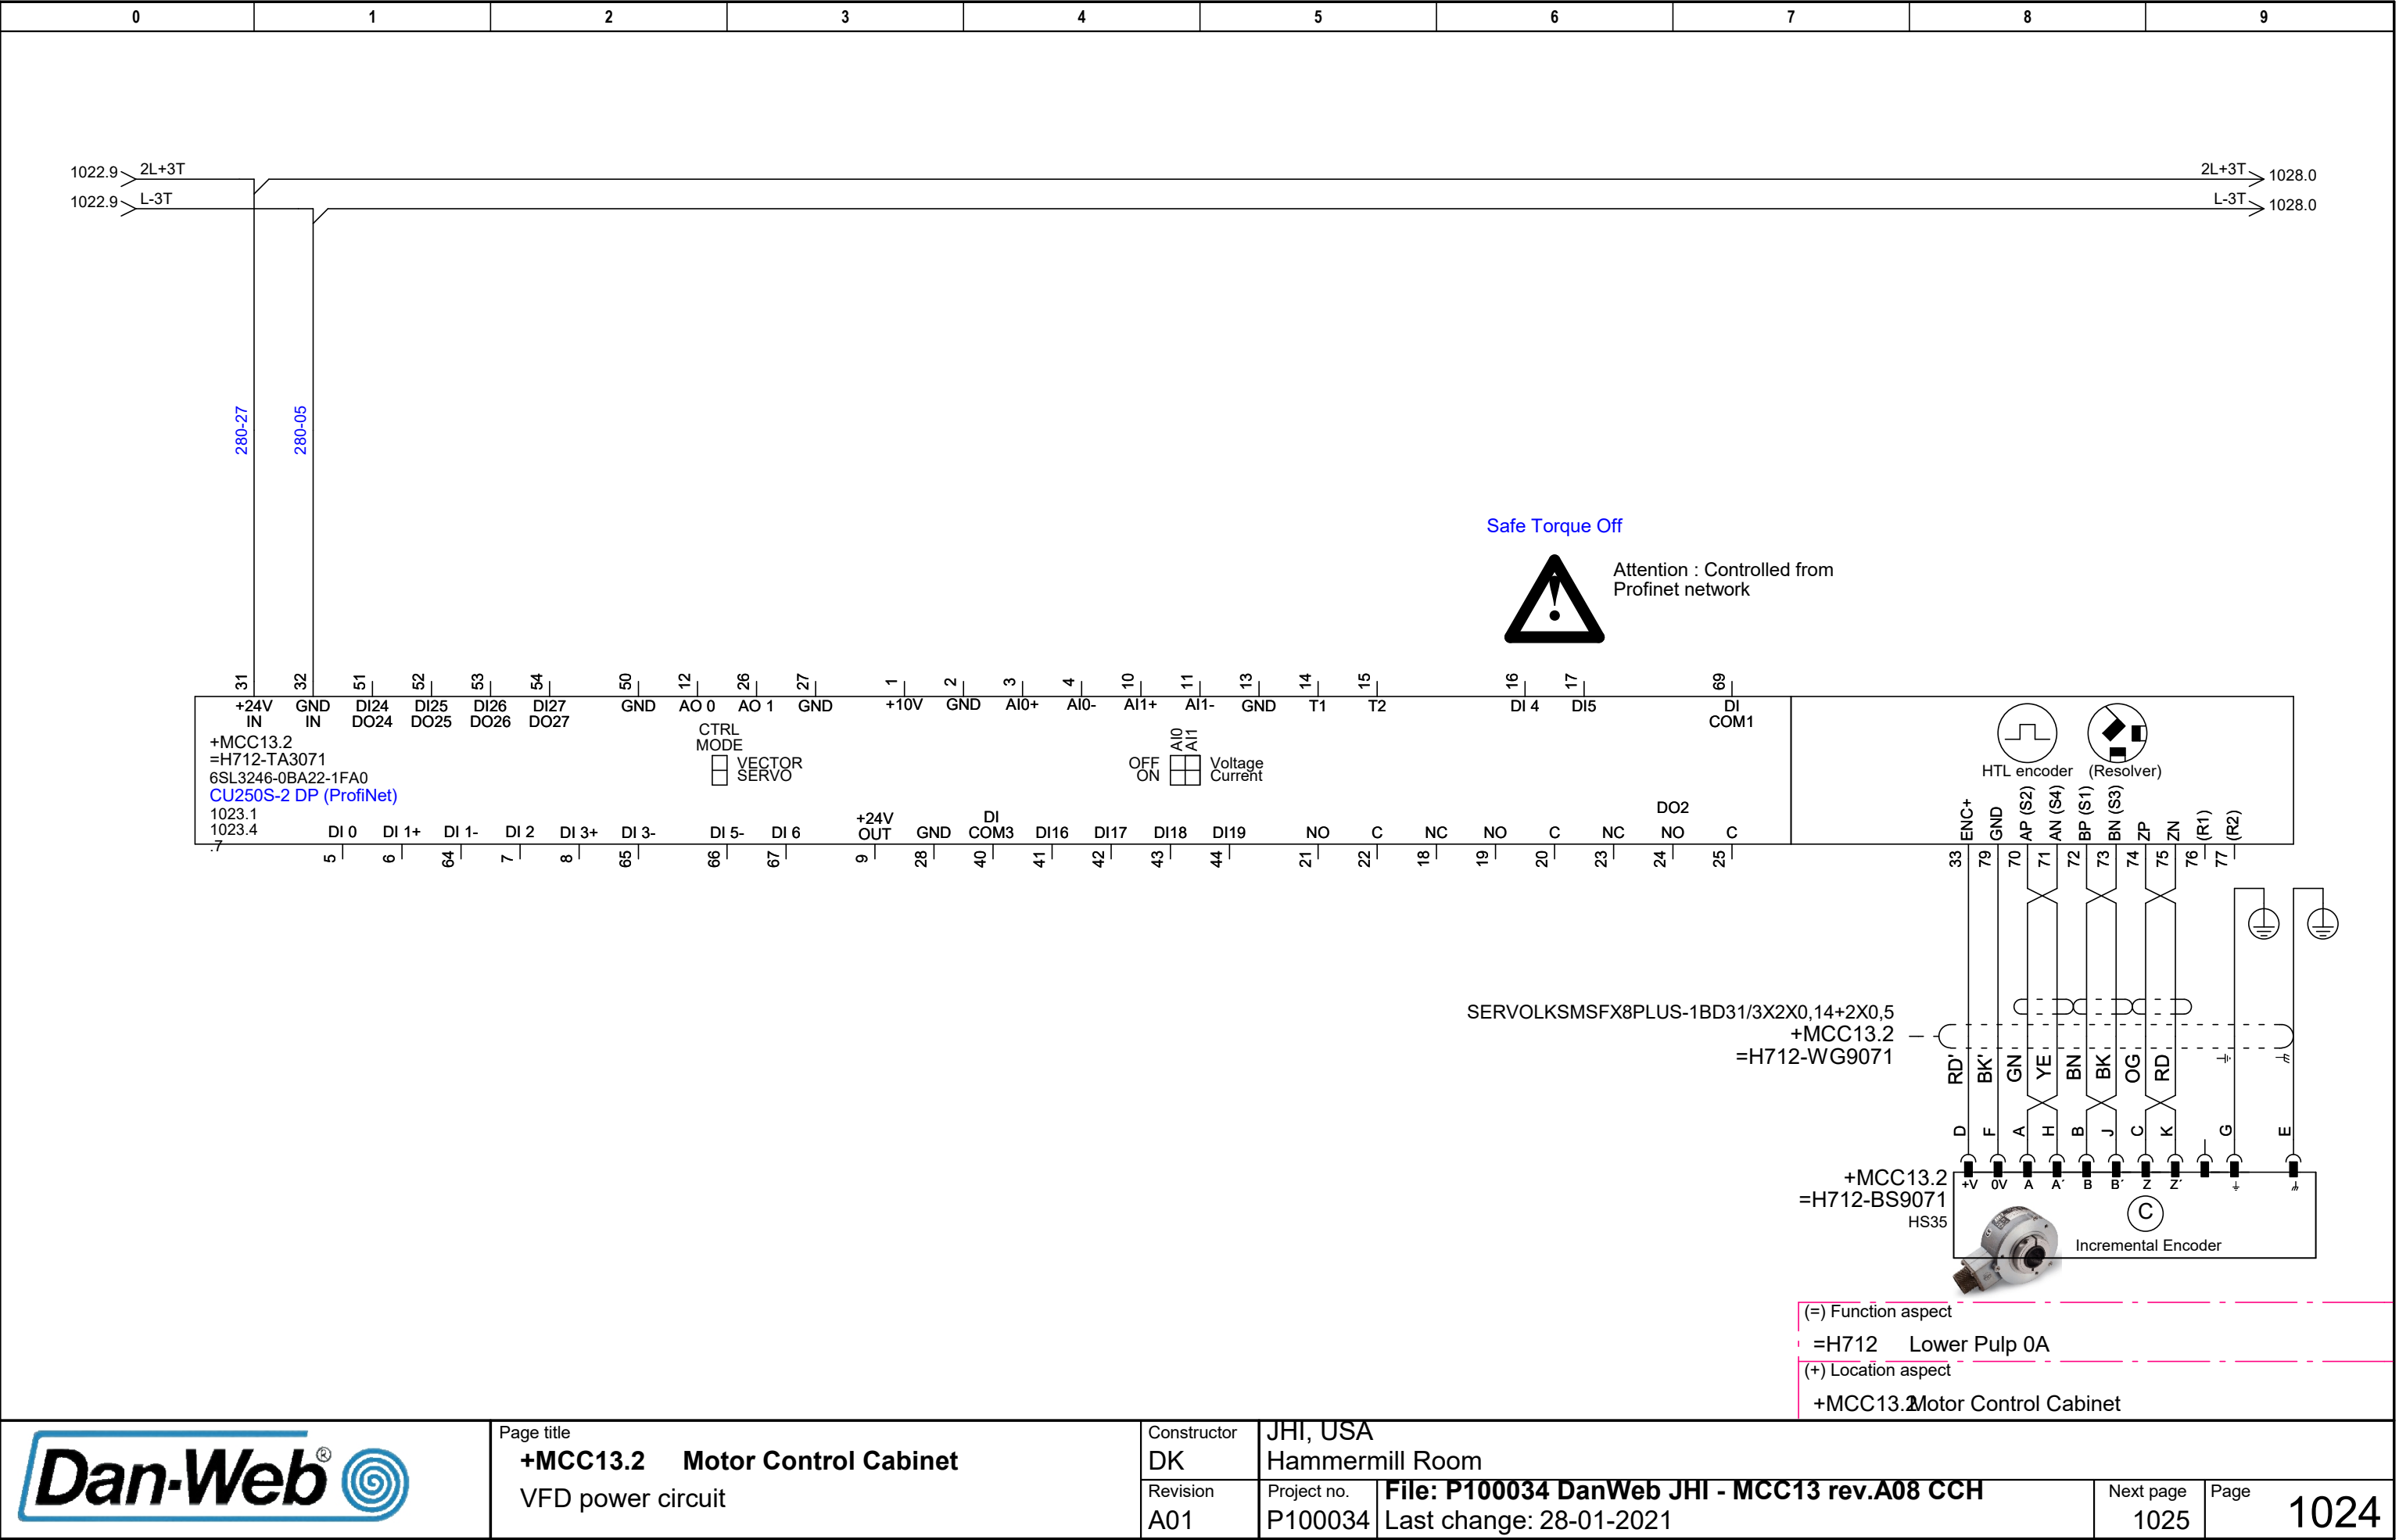 0 1 2 3 4 5 6 7 8 9
1022.9 2L+3T 2L+3T 1028.0
1022.9 L-3T L-3T 1028.0
280-27 280-05
Safe Torque Off
Attention : Controlled from
Profinet network
31 32 51 52 53 54 50 12 26 27 1 2 3 4 10 11 13 14 15 16 17 69
+24V GND DI24 DI25 DI26 DI27 GND AO 0 AO 1 GND +10V GND AI0+ AI0- AI1+ AI1- GND T1 T2 DI 4 DI5 DI
IN IN DO24 DO25 DO26 DO27 COM1
CTRL
MODE
VECTOR
SERVO
AI0 AI1
OFF Voltage
ON Current
+MCC13.2
=H712-TA3071
6SL3246-0BA22-1FA0
CU250S-2 DP (ProfiNet)
1023.1
1023.4
.7
HTL encoder (Resolver)
+24V DI DO2
DI 0 DI 1+ DI 1- DI 2 DI 3+ DI 3- DI 5- DI 6 OUT GND COM3 DI16 DI17 DI18 DI19 NO C NC NO C NC NO C
5 6 64 7 8 65 66 67 9 28 40 41 42 43 44 21 22 18 19 20 23 24 25
ENC+ GND AP (S2) AN (S4) BP (S1) BN (S3) ZP ZN (R1) (R2)
33 79 70 71 72 73 74 75 76 77
SERVOLKSMSFX8PLUS-1BD31/3X2X0,14+2X0,5
+MCC13.2
=H712-WG9071
RD' BK' GN YE BN BK OG RD
D F A H B J C K G E
+MCC13.2
=H712-BS9071
HS35
+V 0V A A´ B B´ Z Z´
C
Incremental Encoder
(=) Function aspect
=H712 Lower Pulp 0A
(+) Location aspect
+MCC13.2 Motor Control Cabinet
Dan-Web®
Page title
+MCC13.2 Motor Control Cabinet
VFD power circuit
Constructor
DK
JHI, USA
Hammermill Room
Revision
A01
Project no.
P100034
File: P100034 DanWeb JHI - MCC13 rev.A08 CCH
Last change: 28-01-2021
Next page
1025
Page
1024